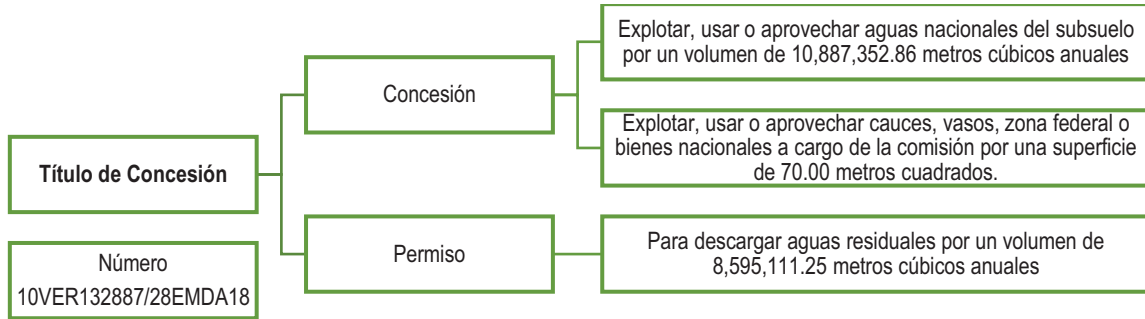 Título de Concesión
Número
10VER132887/28EMDA18
Concesión
Permiso
Explotar, usar o aprovechar aguas nacionales del subsuelo
por un volumen de 10,887,352.86 metros cúbicos anuales
Explotar, usar o aprovechar cauces, vasos, zona federal o
bienes nacionales a cargo de la comisión por una superficie
de 70.00 metros cuadrados.
Para descargar aguas residuales por un volumen de
8,595,111.25 metros cúbicos anuales